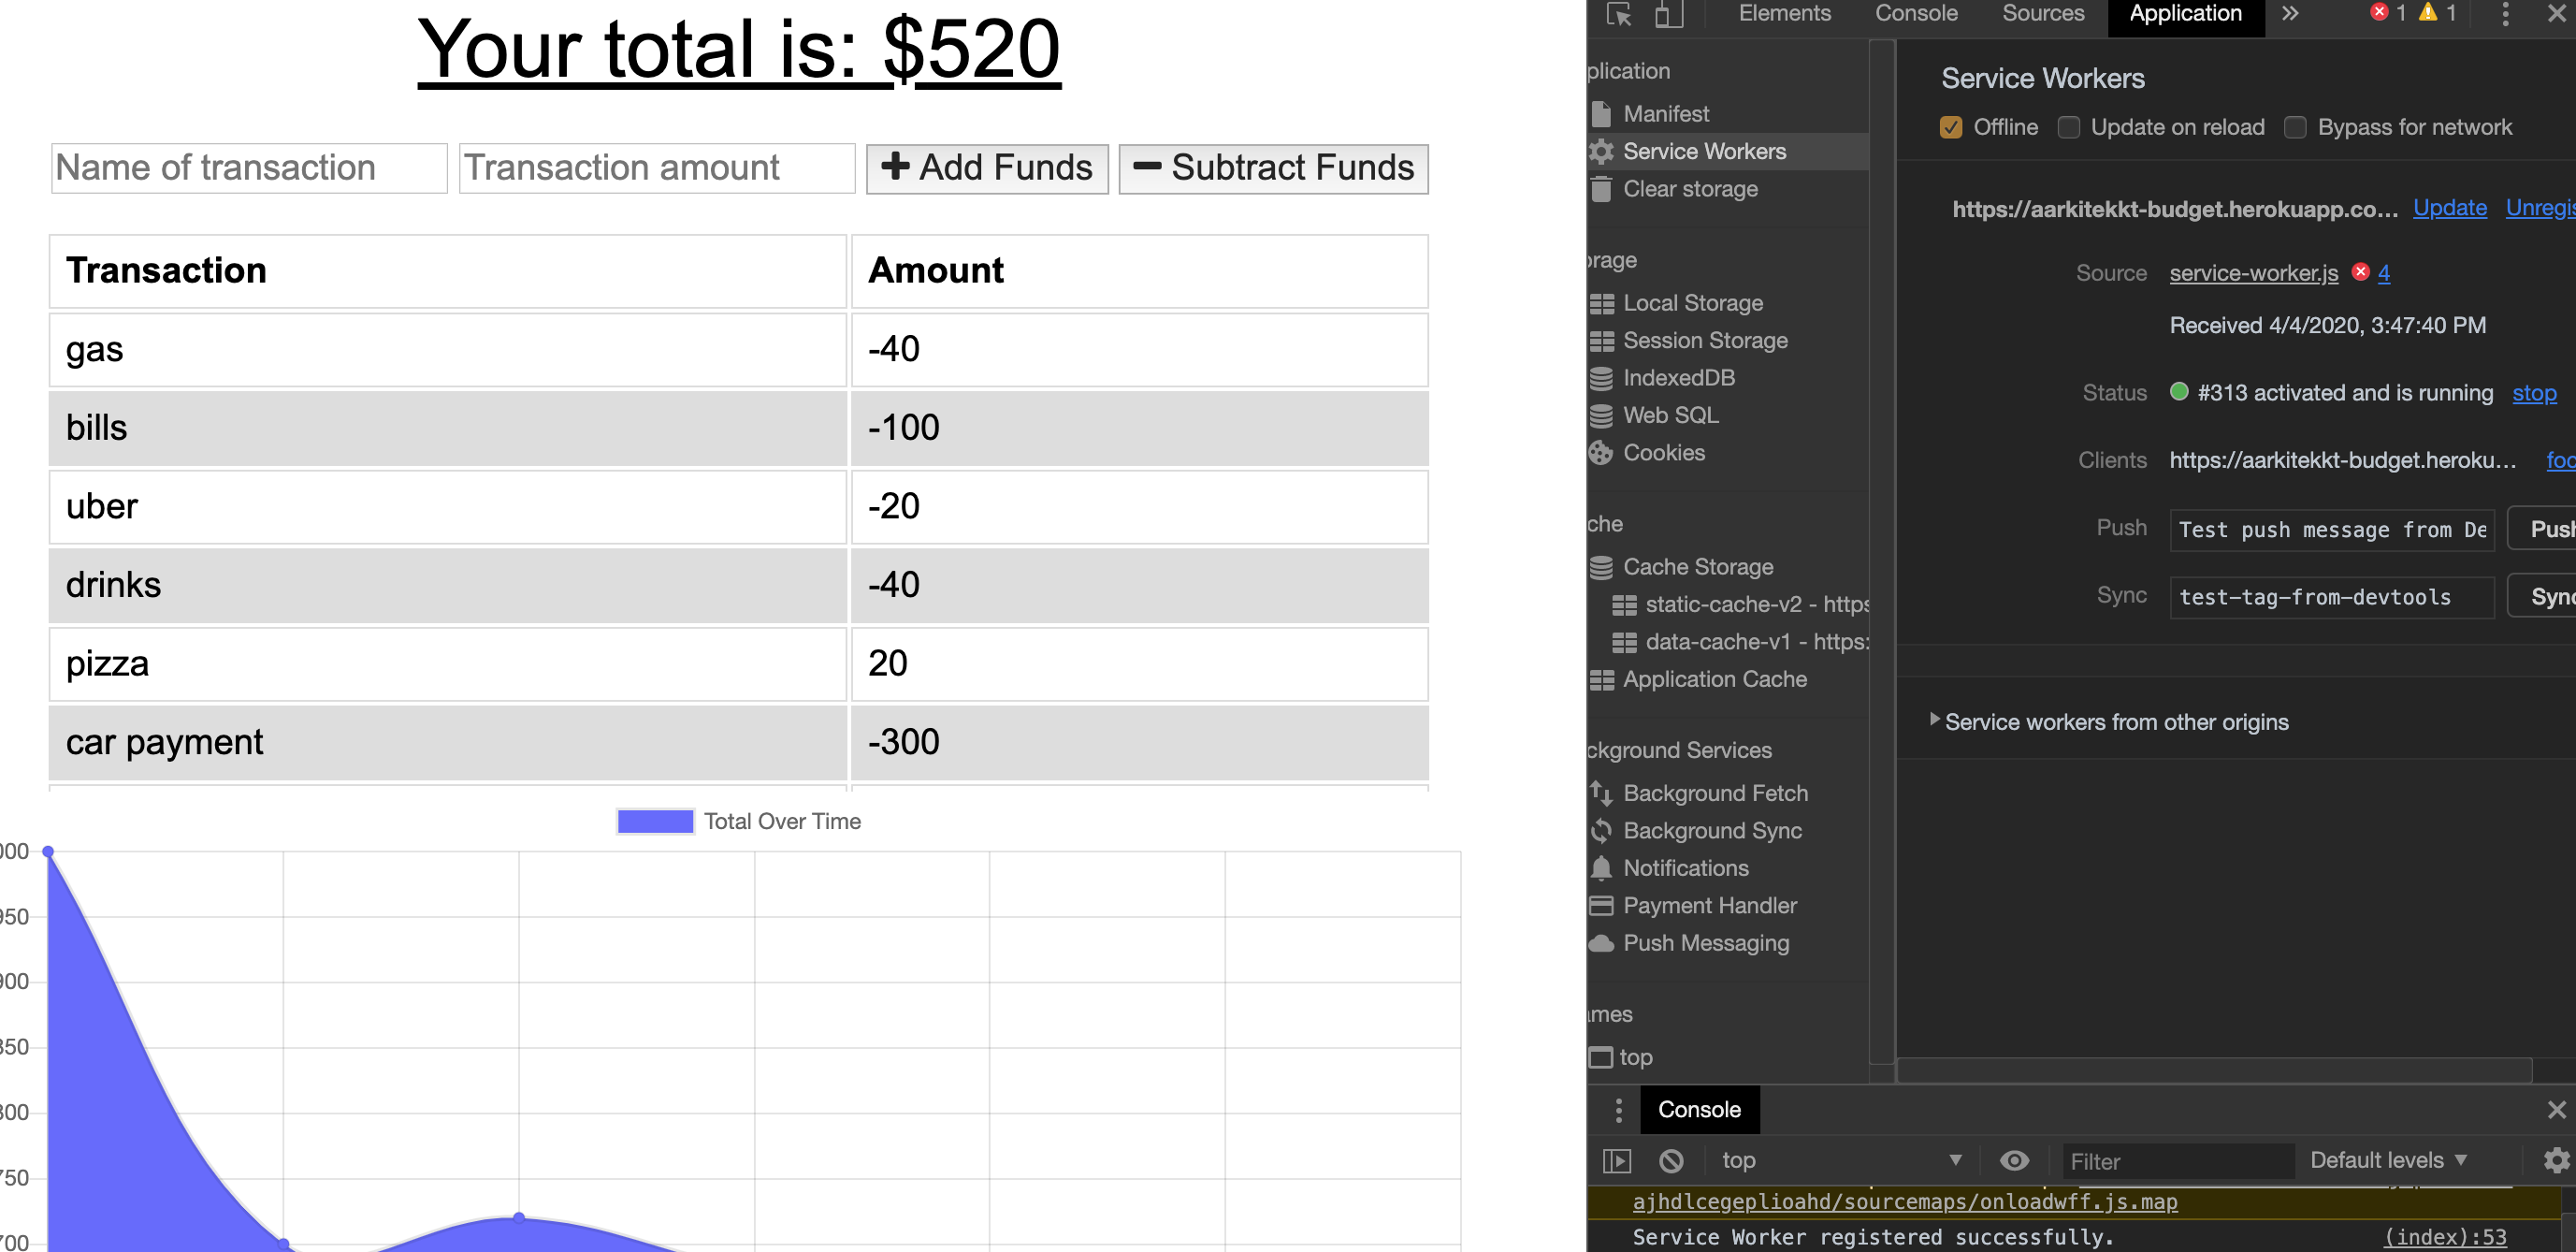 Your total is: $520
Name of transaction Transaction amount Add Funds Subtract Funds
Transaction Amount
gas -40
bills -100
uber -20
drinks -40
pizza 20
car payment -300
Total Over Time
000
950
900
850
800
750
700
Elements Console Sources Application » 1 1
plication
Manifest
Service Workers
Clear storage
orage
Local Storage
Session Storage
IndexedDB
Web SQL
Cookies
che
Cache Storage
static-cache-v2 - https
data-cache-v1 - https:
Application Cache
ckground Services
Background Fetch
Background Sync
Notifications
Payment Handler
Push Messaging
ames
top
Service Workers
Offline Update on reload Bypass for network
https://aarkitekkt-budget.herokuapp.co... Update Unregis
Source service-worker.js 4
Received 4/4/2020, 3:47:40 PM
Status #313 activated and is running stop
Clients https://aarkitekkt-budget.heroku... foc
Push Test push message from De Push
Sync test-tag-from-devtools Sync
Service workers from other origins
Console
top Filter Default levels
ajhdlcegeplioahd/sourcemaps/onloadwff.js.map
Service Worker registered successfully. (index):53